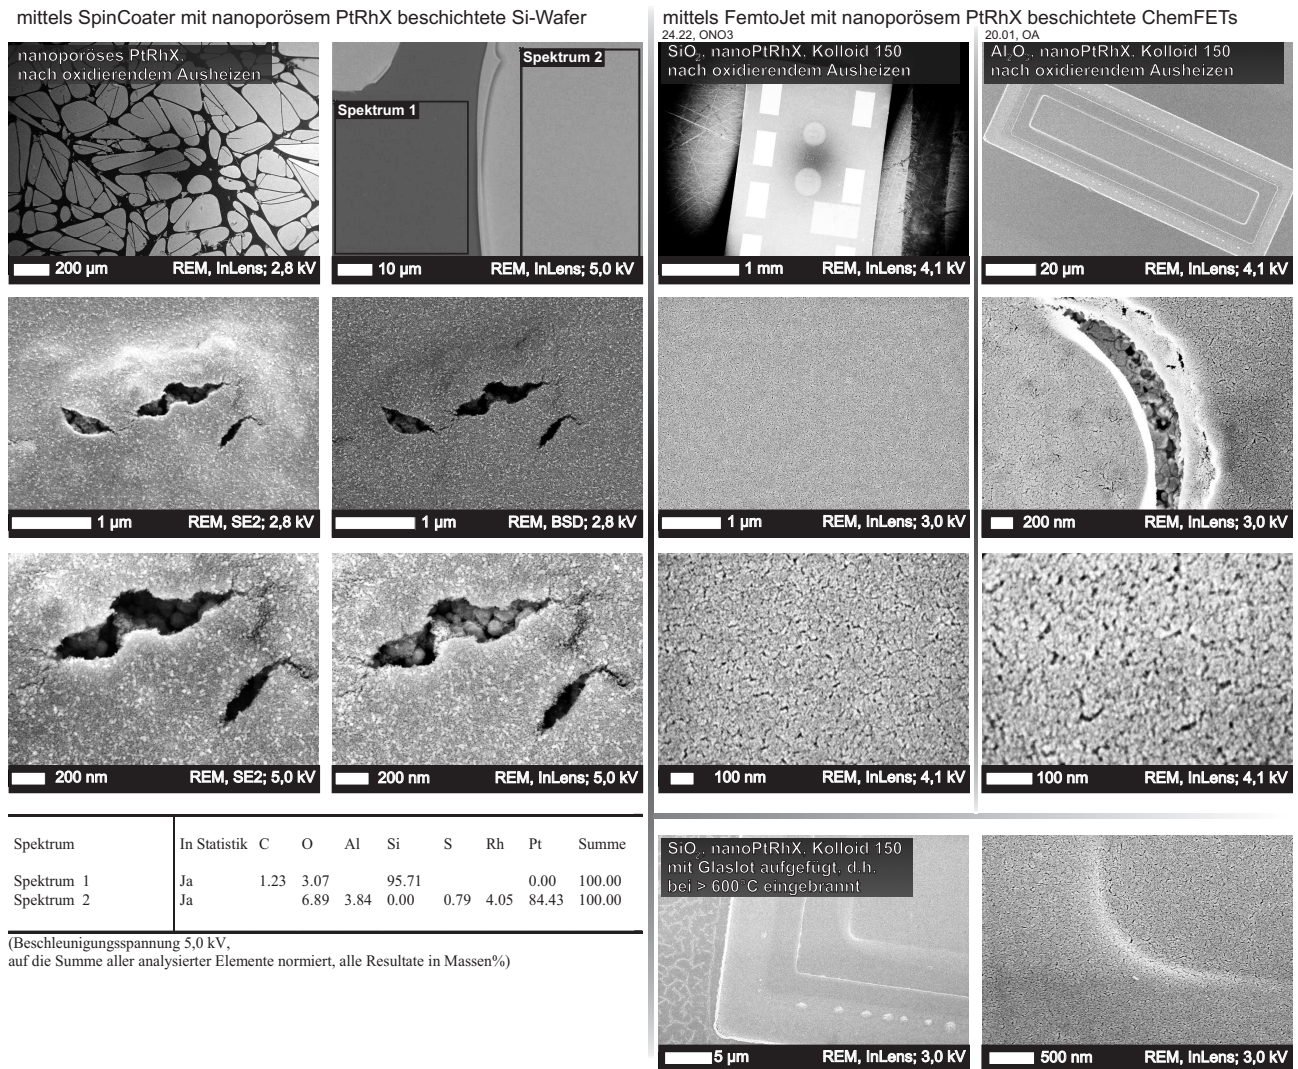 mittels SpinCoater mit nanoporösem PtRhX beschichtete Si-Wafer
nanoporöses PtRhX,
nach oxidierendem Ausheizen
200 µm REM, InLens; 2,8 kV
Spektrum 1
Spektrum 2
10 µm REM, InLens; 5,0 kV
1 µm REM, SE2; 2,8 kV
1 µm REM, BSD; 2,8 kV
200 nm REM, SE2; 5,0 kV
200 nm REM, InLens; 5,0 kV
Spektrum In Statistik C O Al Si S Rh Pt Summe
Spektrum 1 Ja 1.23 3.07 95.71 0.00 100.00
Spektrum 2 Ja 6.89 3.84 0.00 0.79 4.05 84.43 100.00
(Beschleunigungsspannung 5,0 kV,
auf die Summe aller analysierter Elemente normiert, alle Resultate in Massen%)
mittels FemtoJet mit nanoporösem PtRhX beschichtete ChemFETs
24.22, ONO3
SiO₂, nanoPtRhX, Kolloid 150
nach oxidierendem Ausheizen
1 mm REM, InLens; 4,1 kV
20.01, OA
Al₂O₃, nanoPtRhX, Kolloid 150
nach oxidierendem Ausheizen
20 µm REM, InLens; 4,1 kV
1 µm REM, InLens; 3,0 kV
200 nm REM, InLens; 3,0 kV
100 nm REM, InLens; 4,1 kV
100 nm REM, InLens; 4,1 kV
SiO₂, nanoPtRhX, Kolloid 150
mit Glaslot aufgefügt, d.h.
bei > 600°C eingebrannt
5 µm REM, InLens; 3,0 kV
500 nm REM, InLens; 3,0 kV